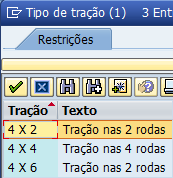 Tipo de tração (1) 3 Ent
Restrições
Tração Texto
4 X 2 Tração nas 2 rodas
4 X 4 Tração nas 4 rodas
4 X 6 Tração nas 2 rodas